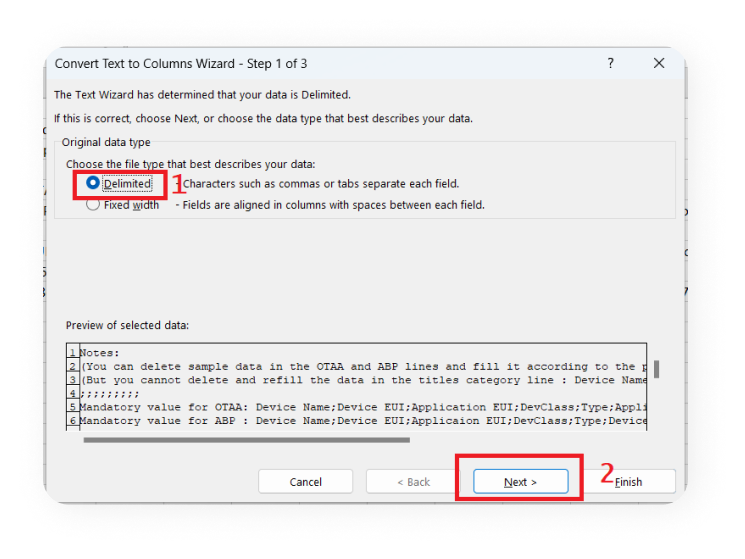 Convert Text to Columns Wizard - Step 1 of 3 ? ×
The Text Wizard has determined that your data is Delimited.
If this is correct, choose Next, or choose the data type that best describes your data.
Original data type
Choose the file type that best describes your data:
Delimited 1 - Characters such as commas or tabs separate each field.
Fixed width - Fields are aligned in columns with spaces between each field.
Preview of selected data:
1 Notes:
2 (You can delete sample data in the OTAA and ABP lines and fill it according to the p
3 (But you cannot delete and refill the data in the titles category line : Device Name
4 ;;;;;;;;;
5 Mandatory value for OTAA: Device Name;Device EUI;Application EUI;DevClass;Type;Appli
6 Mandatory value for ABP : Device Name;Device EUI;Applicaion EUI;DevClass;Type;Device
Cancel < Back Next > 2 Finish